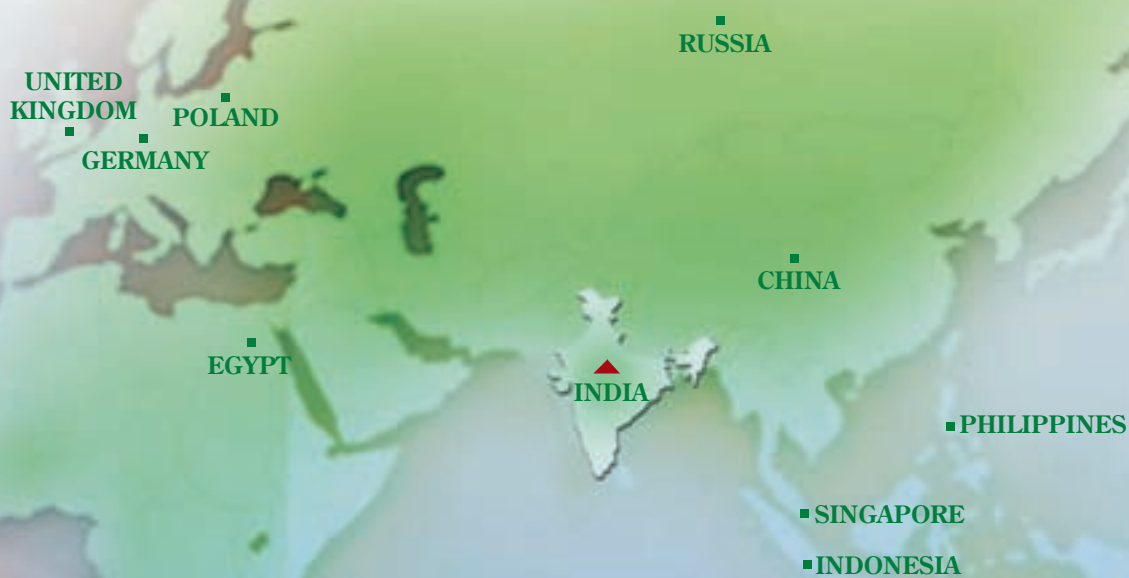 RUSSIA
UNITED
KINGDOM
POLAND
GERMANY
CHINA
EGYPT
INDIA
PHILIPPINES
SINGAPORE
INDONESIA